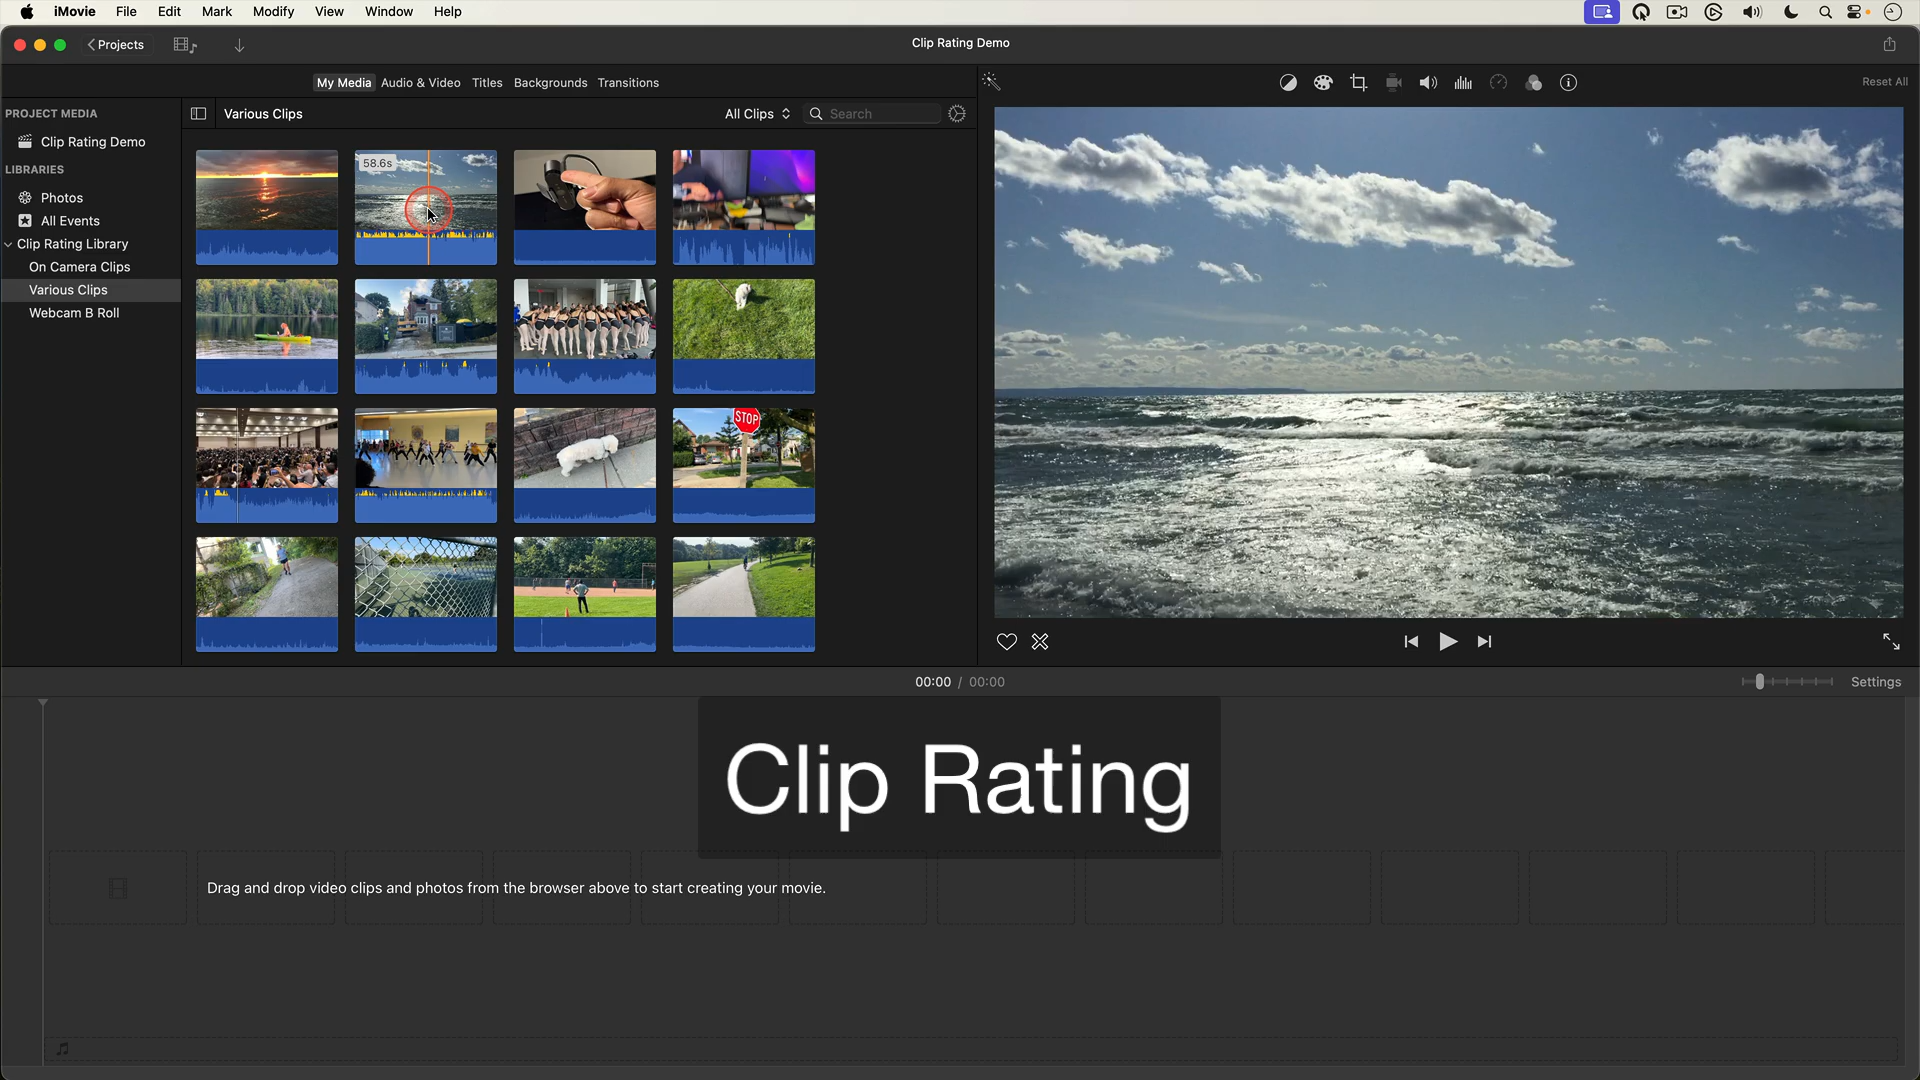 iMovie File Edit Mark Modify View Window Help
Projects
Clip Rating Demo
My Media Audio & Video Titles Backgrounds Transitions
Reset All
PROJECT MEDIA
Various Clips
All Clips
Search
Clip Rating Demo
58.6s
LIBRARIES
Photos
All Events
Clip Rating Library
On Camera Clips
Various Clips
Webcam B Roll
STOP
00:00 / 00:00
Settings
Clip Rating
Drag and drop video clips and photos from the browser above to start creating your movie.